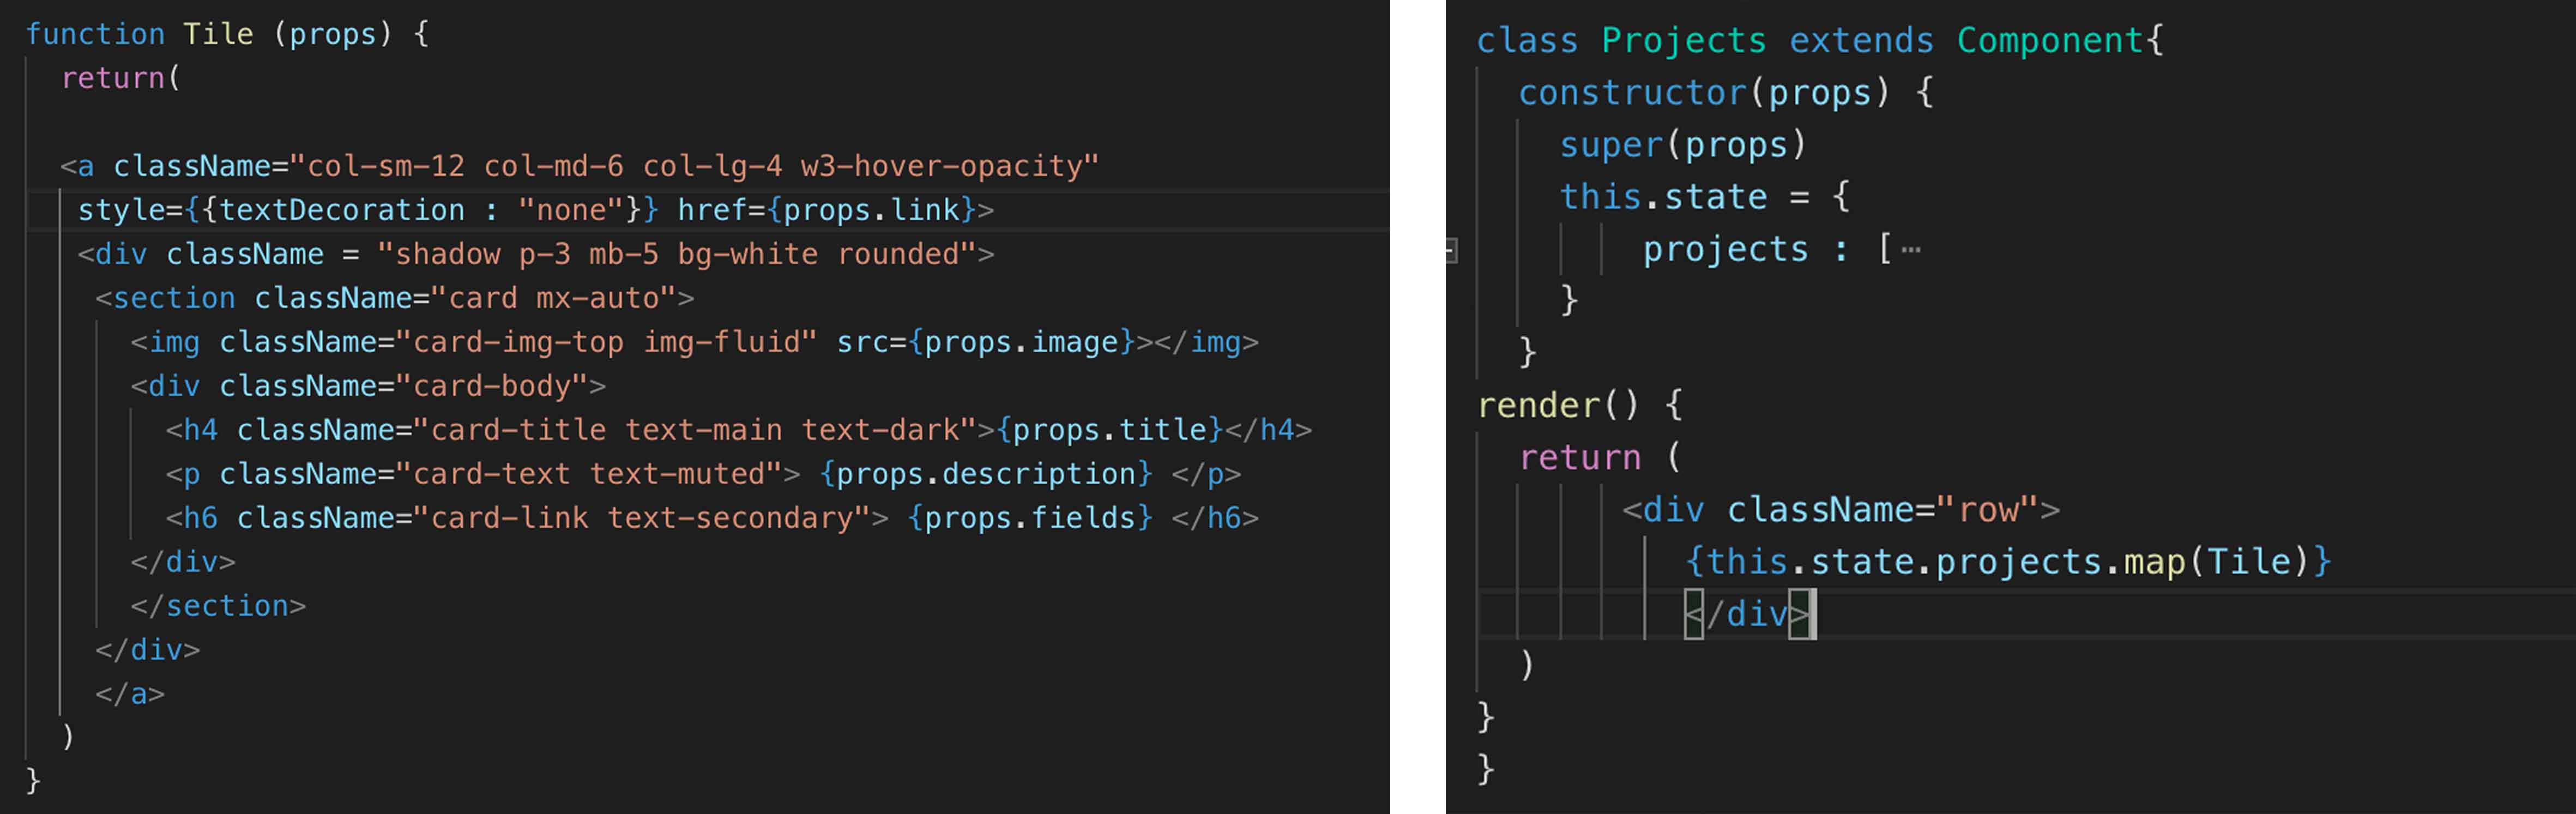 function Tile (props) {
return(
<a className="col-sm-12 col-md-6 col-lg-4 w3-hover-opacity"
style={{textDecoration : "none"}} href={props.link}>
<div className = "shadow p-3 mb-5 bg-white rounded">
<section className="card mx-auto">
<img className="card-img-top img-fluid" src={props.image}></img>
<div className="card-body">
<h4 className="card-title text-main text-dark">{props.title}</h4>
<p className="card-text text-muted"> {props.description} </p>
<h6 className="card-link text-secondary"> {props.fields} </h6>
</div>
</section>
</div>
</a>
)
}
class Projects extends Component{
constructor(props) {
super(props)
this.state = {
projects : [⋯
}
}
render() {
return (
<div className="row">
{this.state.projects.map(Tile)}
</div>
)
}
}